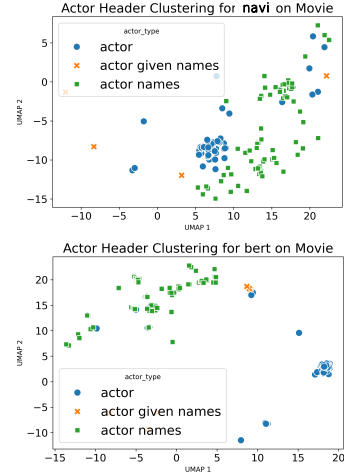 Actor Header Clustering for navi on Movie
actor_type
actor
actor given names
actor names
UMAP 2
5
0
−5
−10
−15
−10
−5
0
5
10
15
20
UMAP 1
Actor Header Clustering for bert on Movie
UMAP 2
20
15
10
5
0
−5
−10
actor_type
actor
actor given names
actor names
−10
−5
0
5
10
15
20
UMAP 1